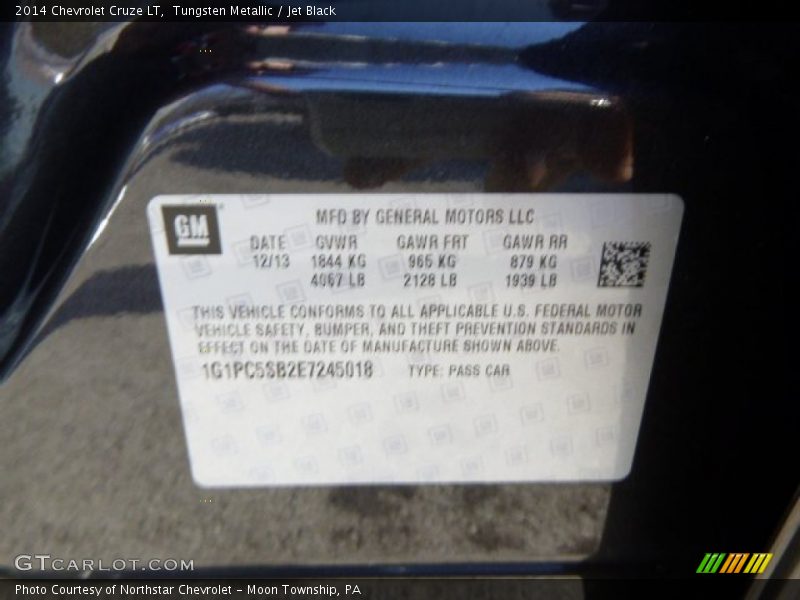 2014 Chevrolet Cruze LT, Tungsten Metallic / Jet Black
GM
MFD BY GENERAL MOTORS LLC
DATE GVWR GAWR FRT GAWR RR
12/13 1844 KG 965 KG 879 KG
4067 LB 2128 LB 1939 LB
THIS VEHICLE CONFORMS TO ALL APPLICABLE U.S. FEDERAL MOTOR
VEHICLE SAFETY, BUMPER, AND THEFT PREVENTION STANDARDS IN
EFFECT ON THE DATE OF MANUFACTURE SHOWN ABOVE.
1G1PC5SB2E7245018 TYPE: PASS CAR
GTCARLOT.COM
Photo Courtesy of Northstar Chevrolet - Moon Township, PA